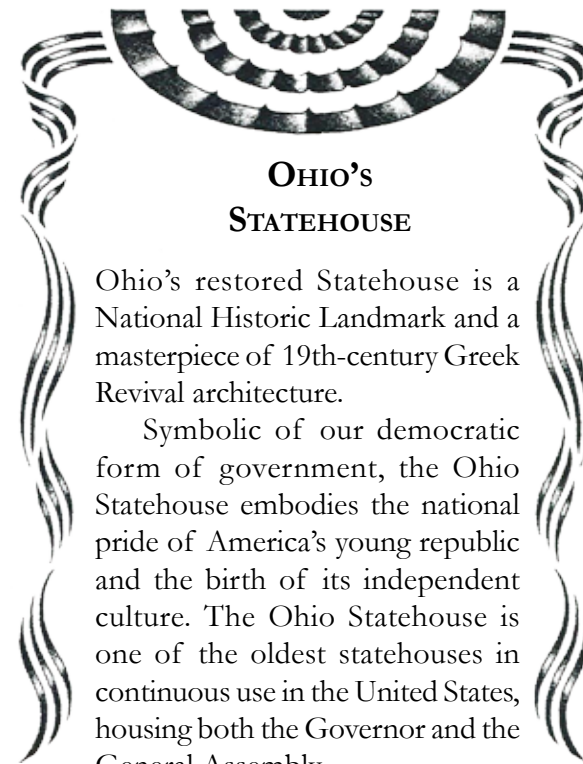 OHIO'S
STATEHOUSE
Ohio's restored Statehouse is a
National Historic Landmark and a
masterpiece of 19th-century Greek
Revival architecture.
Symbolic of our democratic
form of government, the Ohio
Statehouse embodies the national
pride of America's young republic
and the birth of its independent
culture. The Ohio Statehouse is
one of the oldest statehouses in
continuous use in the United States,
housing both the Governor and the
General Assembly.